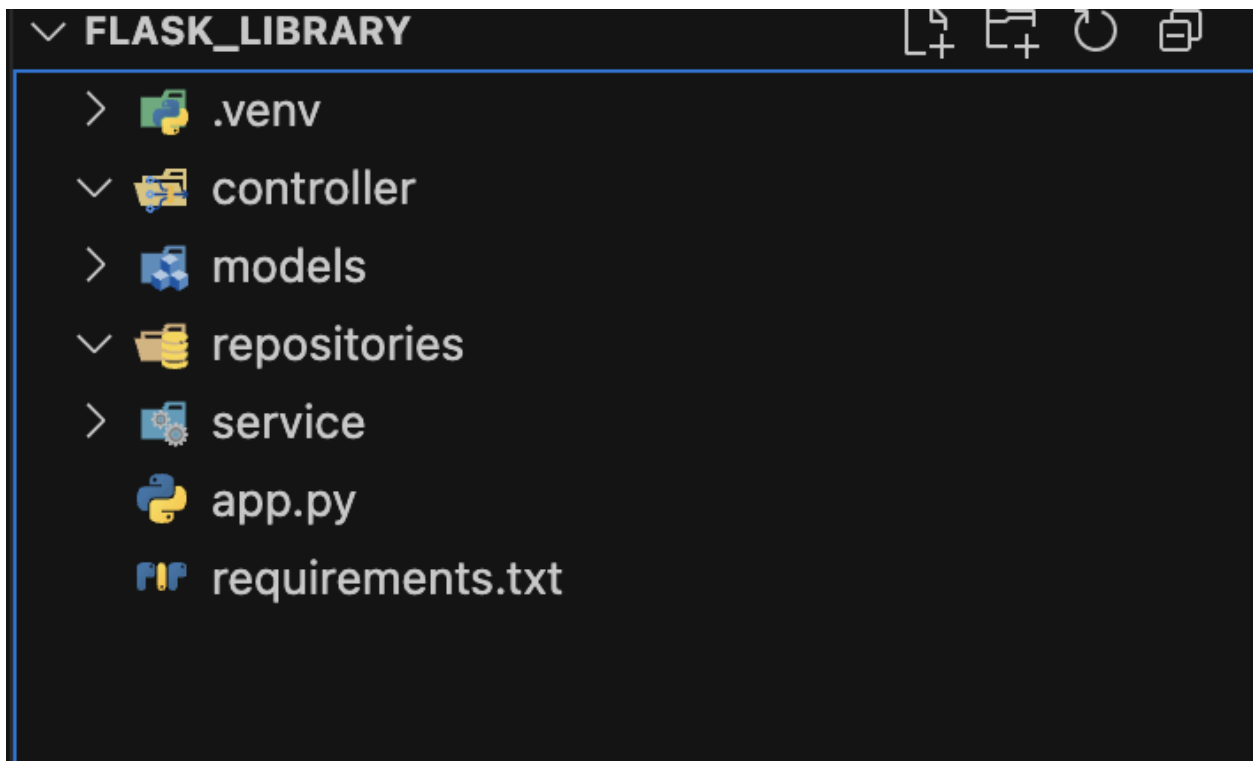 FLASK_LIBRARY
.venv
controller
models
repositories
service
app.py
requirements.txt